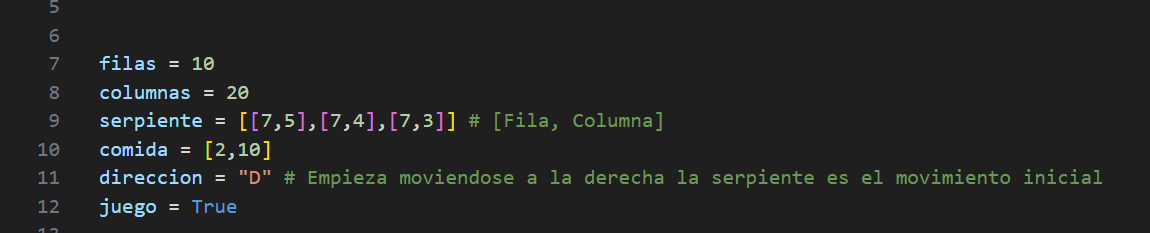 5
6
7 filas = 10
8 columnas = 20
9 serpiente = [[7,5],[7,4],[7,3]] # [Fila, Columna]
10 comida = [2,10]
11 direccion = "D" # Empieza moviendose a la derecha la serpiente es el movimiento inicial
12 juego = True